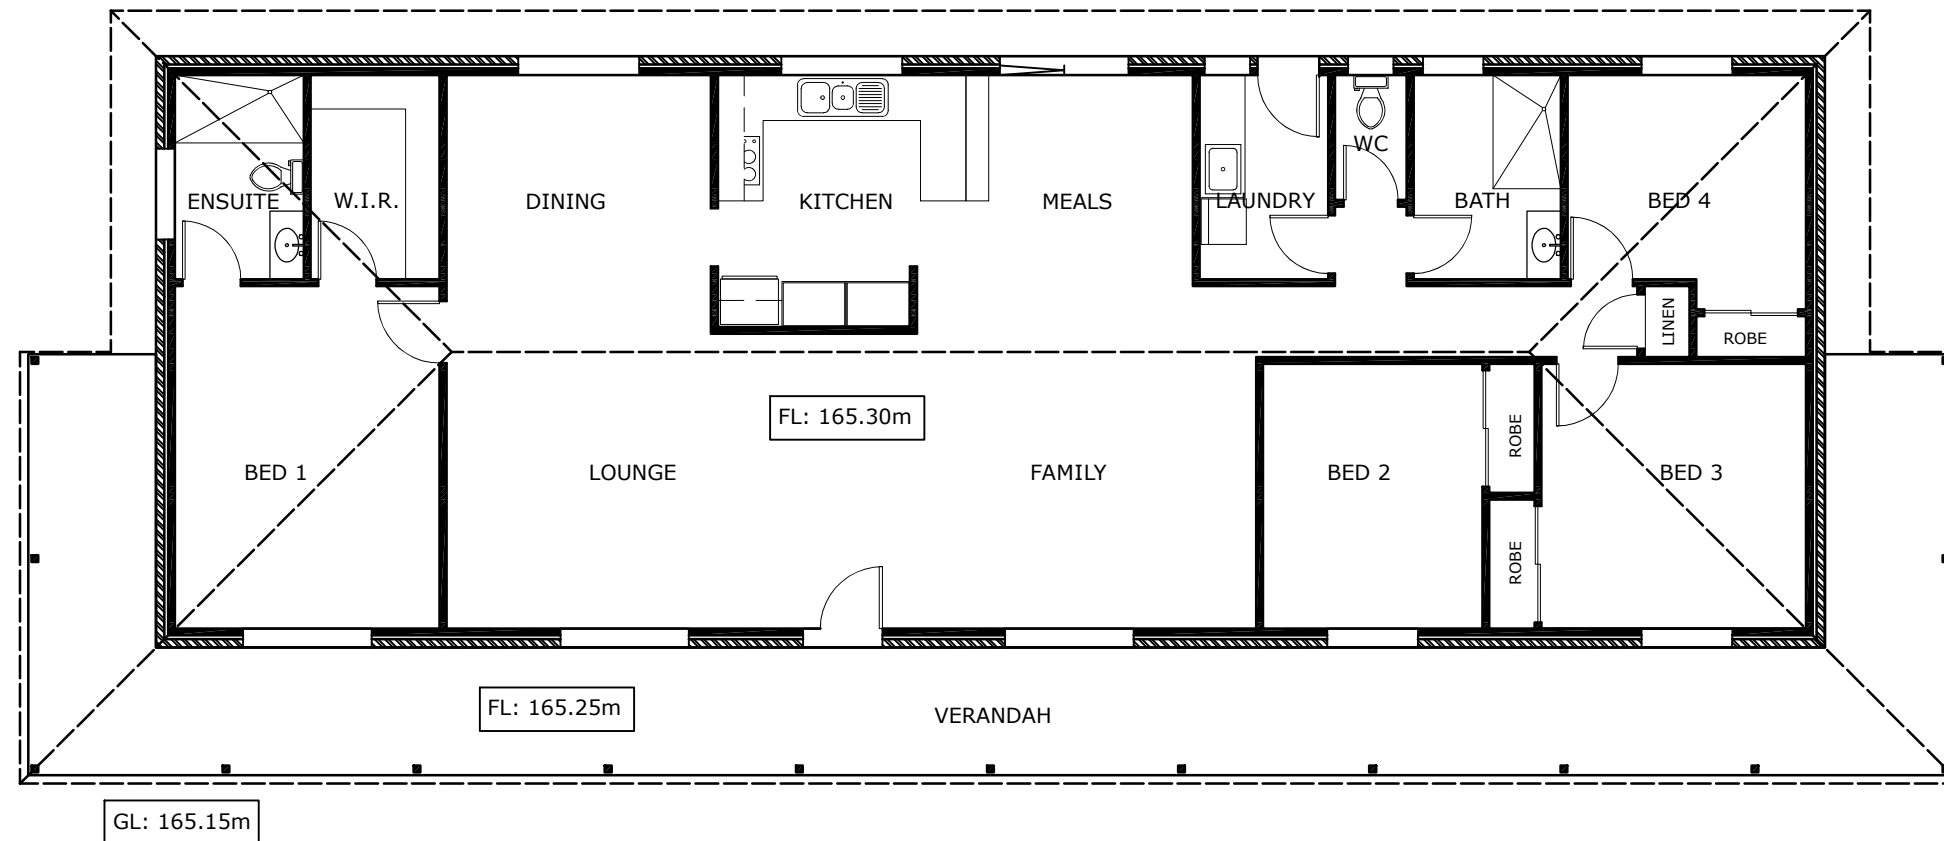 WC
ENSUITE
W.I.R.
DINING
KITCHEN
MEALS
LAUNDRY
BATH
BED 4
LINEN
ROBE
FL: 165.30m
BED 1
LOUNGE
FAMILY
BED 2
ROBE
BED 3
ROBE
FL: 165.25m
VERANDAH
GL: 165.15m